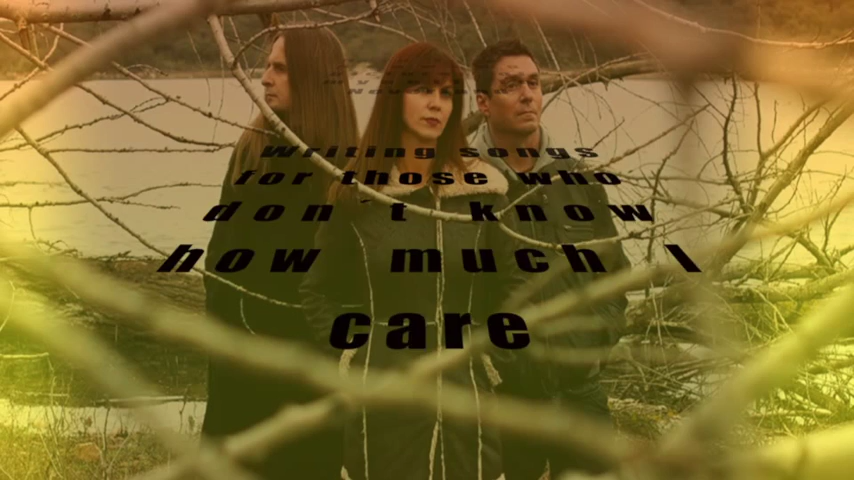 Writing songs
for those who
don´t know
how much I
care